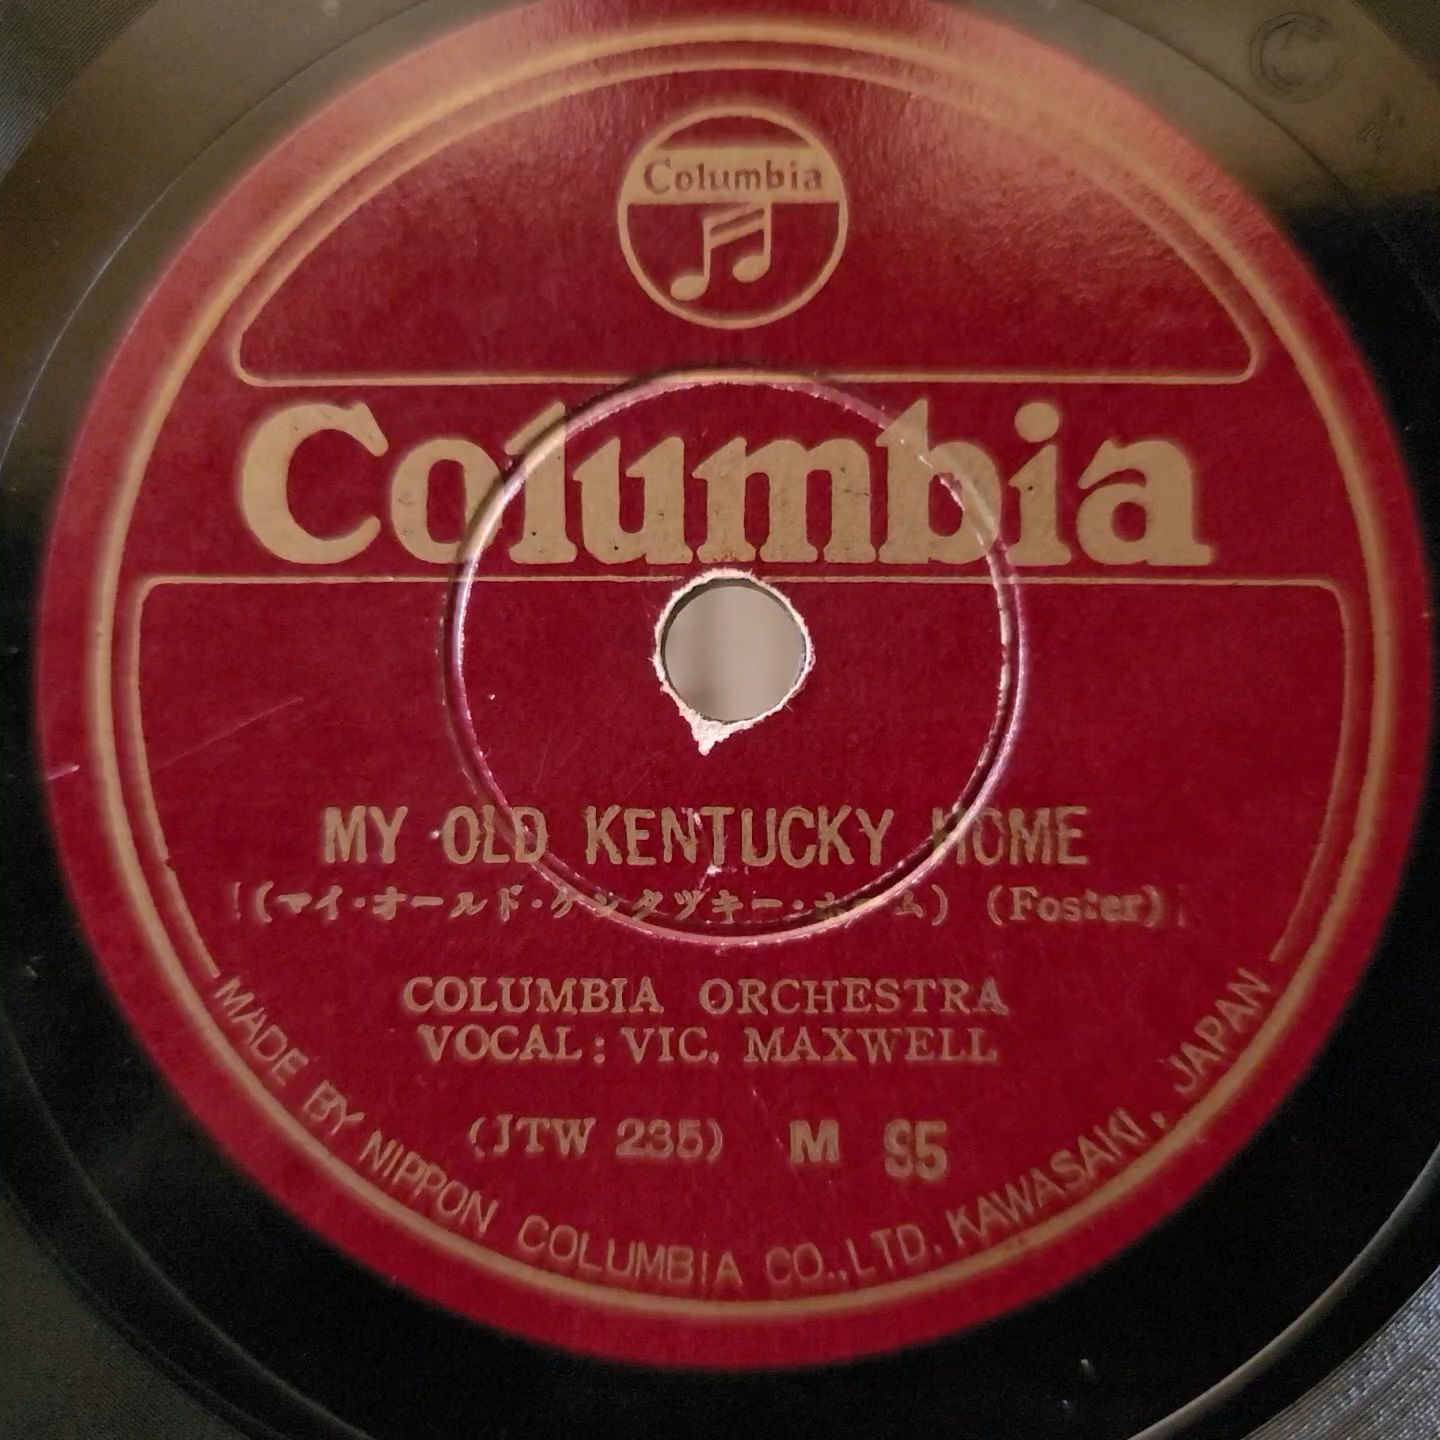 Columbia
Columbia
MY OLD KENTUCKY HOME
(マイ・オールド・ケンタツキー・ホーム) (Foster)
COLUMBIA ORCHESTRA
VOCAL: VIC. MAXWELL
(JTW 235) M 95
MADE BY NIPPON COLUMBIA CO., LTD. KAWASAKI, JAPAN